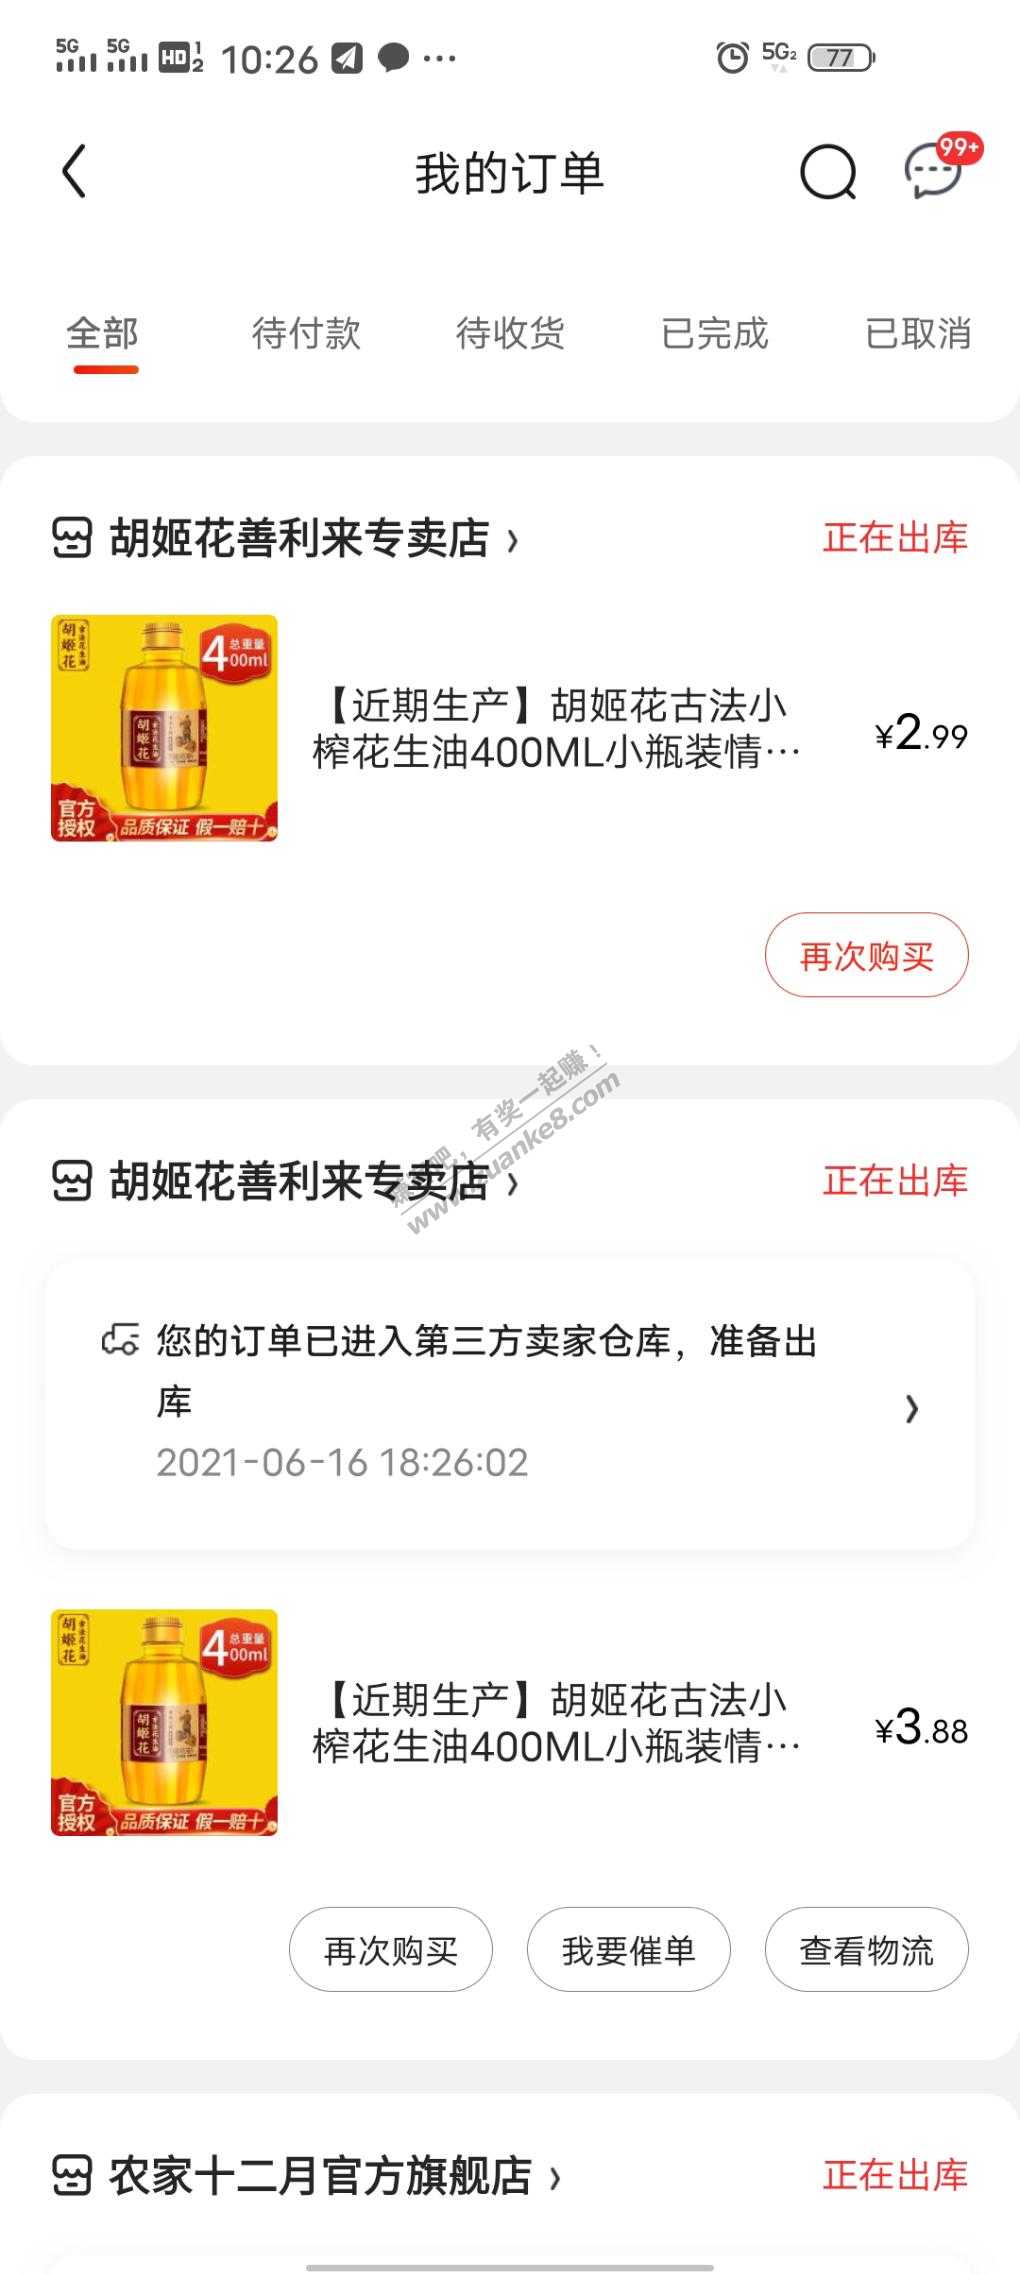 5G 5G HD 1 2 10:26 ... 5G2 77
我的订单 99+
全部 待付款 待收货 已完成 已取消
胡姬花善利来专卖店 › 正在出库
胡姬花 古法花生油
4 总重量
00ml
胡姬花
官方
授权 品质保证 假一赔十
【近期生产】胡姬花古法小
榨花生油400ML小瓶装情… ¥2.99
再次购买
有奖一起赚！
胡姬花善利来专卖店 › 正在出库
您的订单已进入第三方卖家仓库，准备出
库
2021-06-16 18:26:02
胡姬花 古法花生油
4 总重量
00ml
胡姬花
官方
授权 品质保证 假一赔十
【近期生产】胡姬花古法小
榨花生油400ML小瓶装情… ¥3.88
再次购买 我要催单 查看物流
农家十二月官方旗舰店 › 正在出库